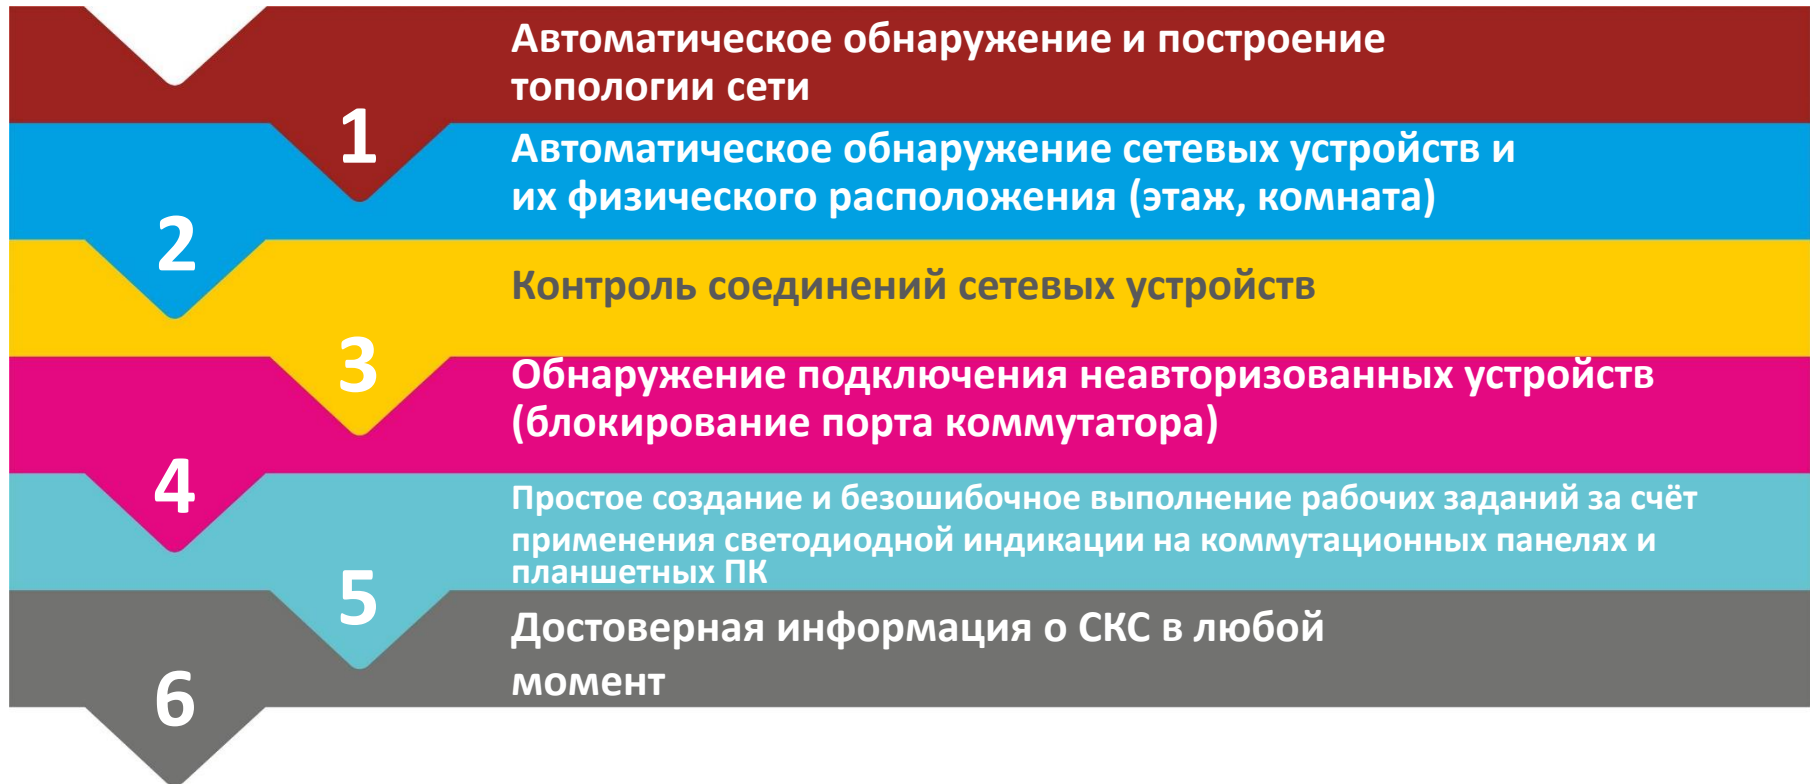 1
Автоматическое обнаружение и построение
топологии сети
2
Автоматическое обнаружение сетевых устройств и
их физического расположения (этаж, комната)
3
Контроль соединений сетевых устройств
4
Обнаружение подключения неавторизованных устройств
(блокирование порта коммутатора)
5
Простое создание и безошибочное выполнение рабочих заданий за счёт
применения светодиодной индикации на коммутационных панелях и
планшетных ПК
6
Достоверная информация о СКС в любой
момент